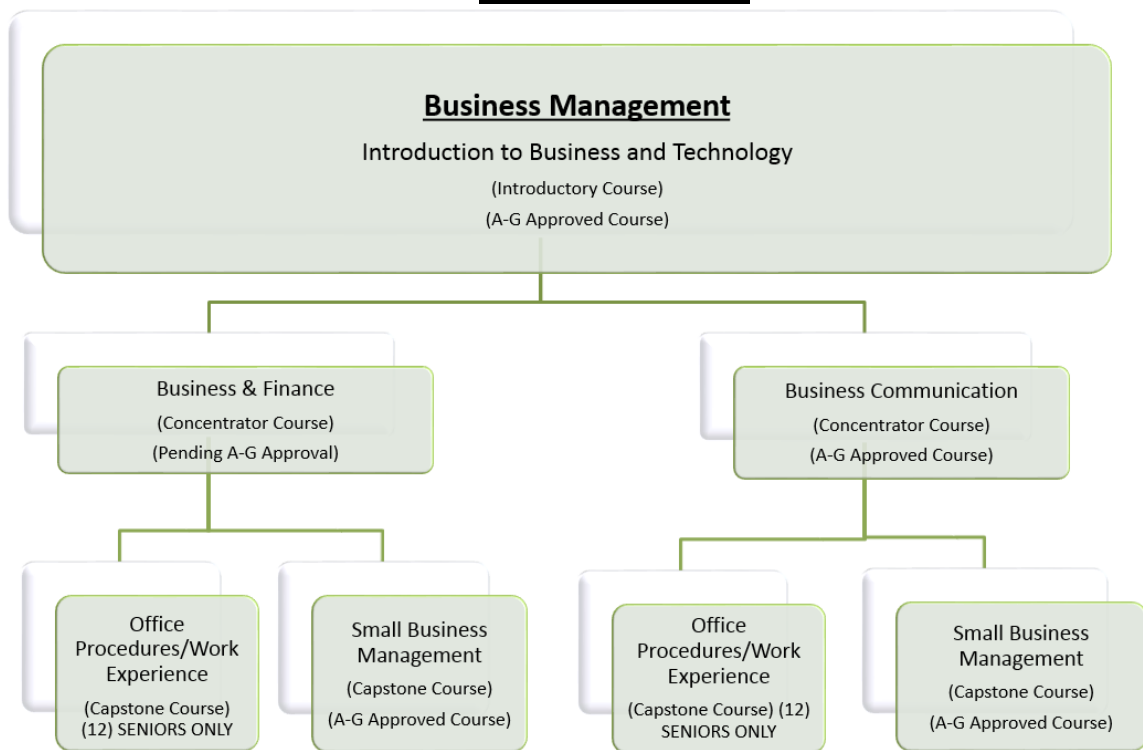 Business Management
Introduction to Business and Technology
(Introductory Course)
(A-G Approved Course)
Business & Finance
(Concentrator Course)
(Pending A-G Approval)
Business Communication
(Concentrator Course)
(A-G Approved Course)
Office
Procedures/Work
Experience
(Capstone Course)
(12) SENIORS ONLY
Small Business
Management
(Capstone Course)
(A-G Approved Course)
Office
Procedures/Work
Experience
(Capstone Course) (12)
SENIORS ONLY
Small Business
Management
(Capstone Course)
(A-G Approved Course)